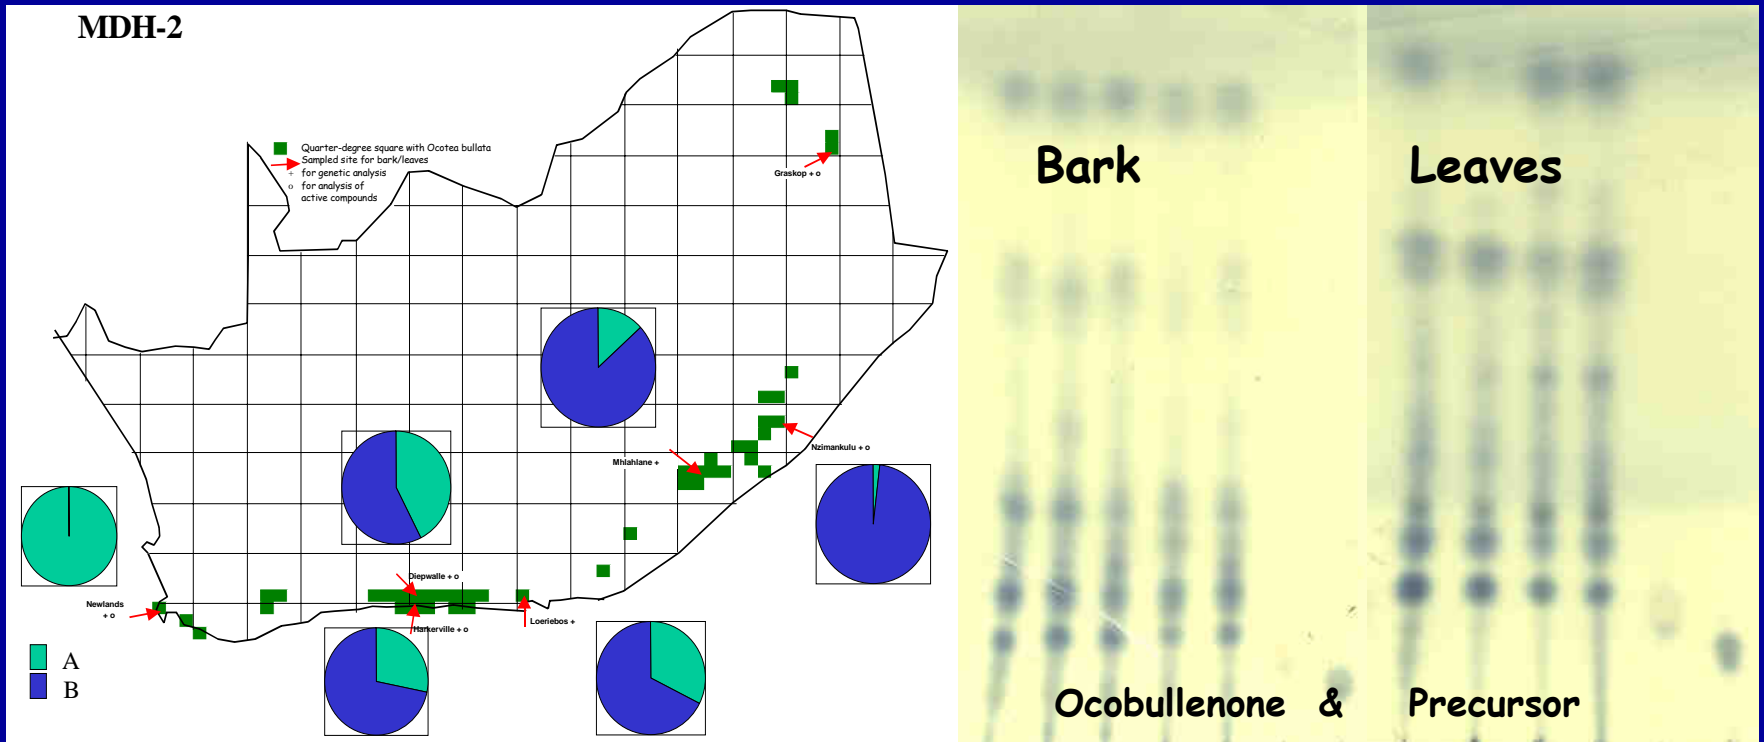 MDH-2
Quarter-degree square with Ocotea bullata
Sampled site for bark/leaves
+ for genetic analysis
o for analysis of
active compounds
Graskop + o
Nzimankulu + o
Mhlahlane +
Diepwalle + o
Newlands
+ o
Harkerville + o
Loeriebos +
A
B
Bark
Leaves
Ocobullenone & Precursor